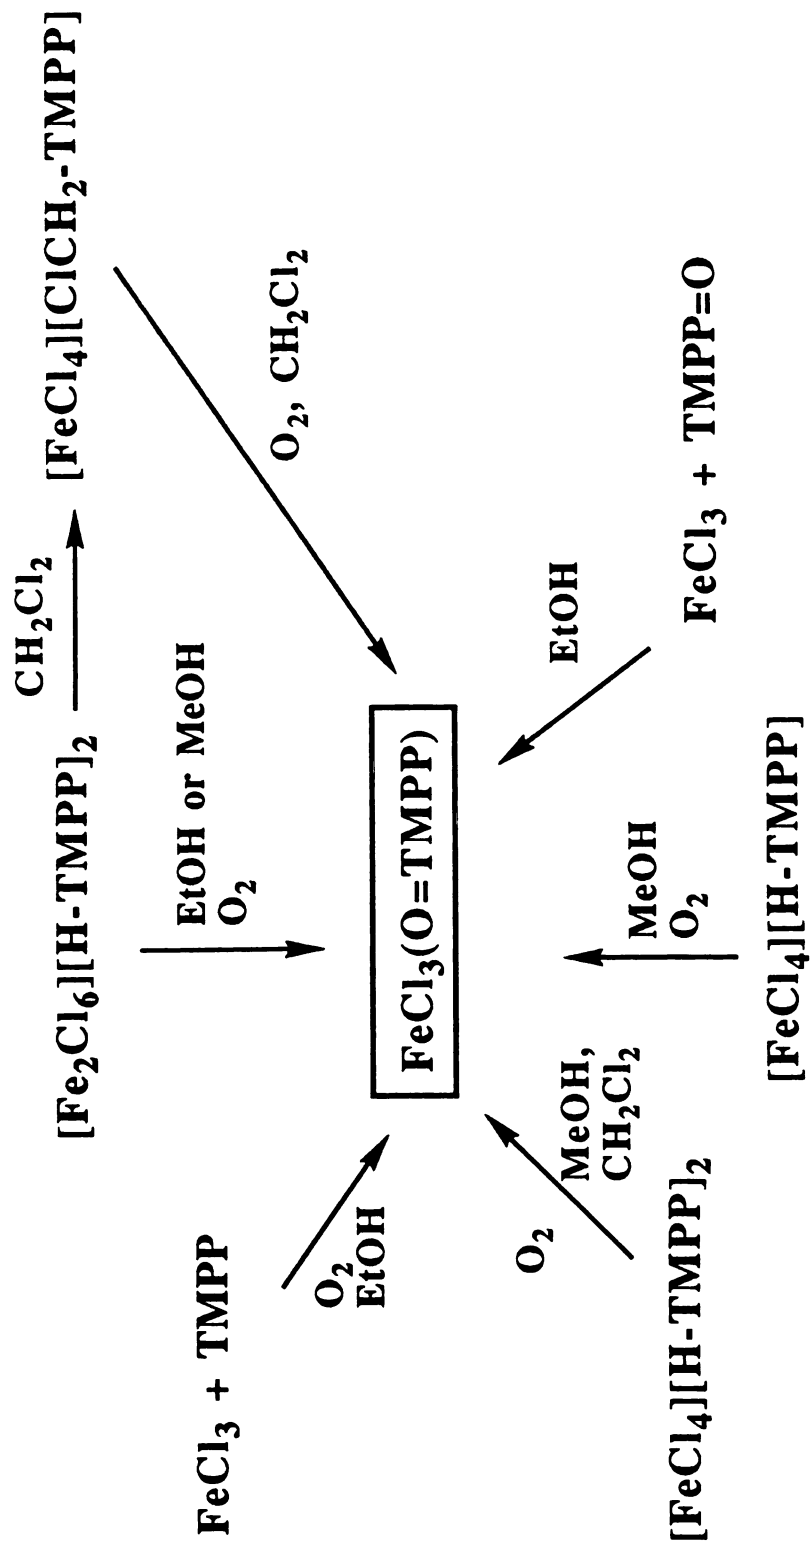 CH₂Cl₂
[Fe₂Cl₆][H-TMPP]₂
[FeCl₄][ClCH₂-TMPP]
FeCl₃ + TMPP
EtOH or MeOH
O₂
O₂, CH₂Cl₂
O₂
EtOH
FeCl₃(O=TMPP)
O₂
MeOH,
CH₂Cl₂
MeOH
O₂
EtOH
[FeCl₄][H-TMPP]₂
[FeCl₄][H-TMPP]
FeCl₃ + TMPP=O